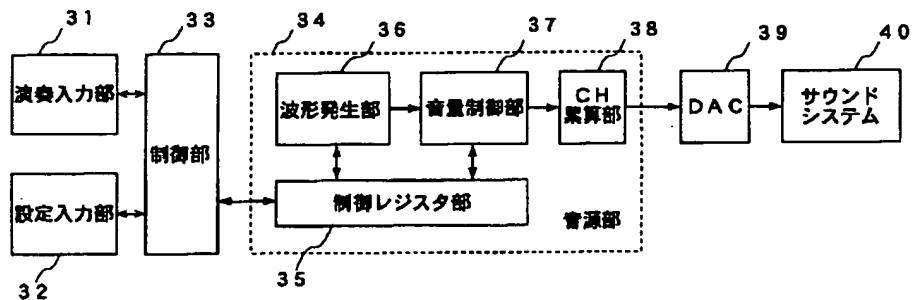 31
33
34
36
37
38
39
40
演奏入力部
設定入力部
制御部
波形発生部
音量制御部
CH
累算部
DAC
サウンド
システム
制御レジスタ部
音源部
35
32